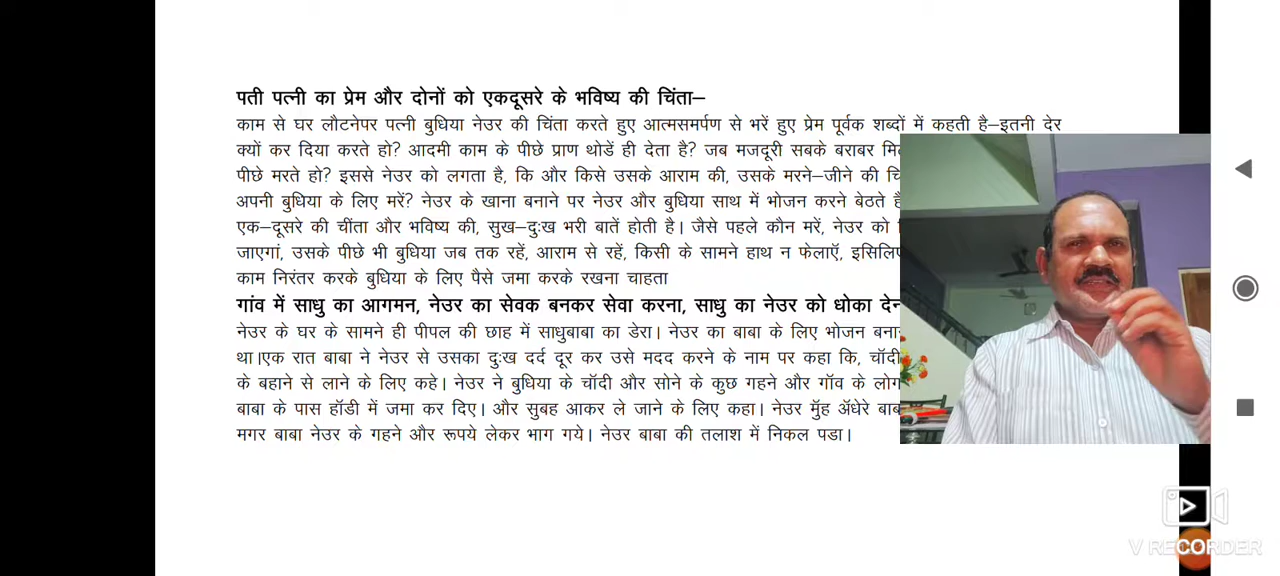 पती पत्नी का प्रेम और दोनों को एकदूसरे के भविष्य की चिंता–
काम से घर लौटनेपर पत्नी बुधिया नेउर की चिंता करते हुए आत्मसमर्पण से भरें हुए प्रेम पूर्वक शब्दों में कहती है–इतनी देर
क्यों कर दिया करते हो? आदमी काम के पीछे प्राण थोडें ही देता है? जब मजदूरी सबके बराबर
पीछे मरते हो? इससे नेउर को लगता है, कि और किसे उसके आराम की, उसके मरने–जीने की
अपनी बुधिया के लिए मरें? नेउर के खाना बनाने पर नेउर और बुधिया साथ में भोजन करने बेठते
एक–दूसरे की चींता और भविष्य की, सुख–दुःख भरी बातें होती है। जैसे पहले कौन मरें, नेउर को
जाएगां, उसके पीछे भी बुधिया जब तक रहें, आराम से रहें, किसी के सामने हाथ न फेलाऍ,
काम निरंतर करके बुधिया के लिए पैसे जमा करके रखना चाहता
गांव में साधु का आगमन, नेउर का सेवक बनकर सेवा करना, साधु का नेउर को धोका
नेउर के घर के सामने ही पीपल की छाह में साधुबाबा का डेरा। नेउर का बाबा के लिए भोजन
था।एक रात बाबा ने नेउर से उसका दुःख दर्द दूर कर उसे मदद करने के नाम पर कहा कि, चॉदी
के बहाने से लाने के लिए कहे। नेउर ने बुधिया के चॉदी और सोने के कुछ गहने और गॉव के
बाबा के पास हॉडी में जमा कर दिए। और सुबह आकर ले जाने के लिए कहा। नेउर मुॅह ॲधेरे
मगर बाबा नेउर के गहने और रूपये लेकर भाग गये। नेउर बाबा की तलाश में निकल पडा।
V RECORDER